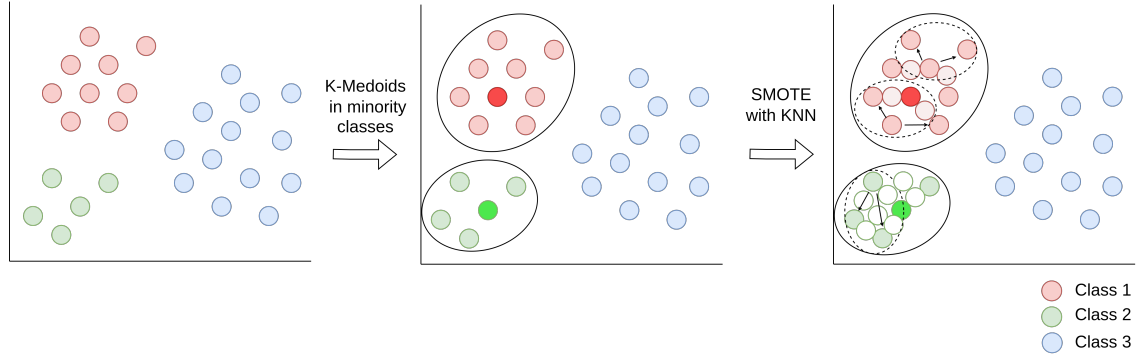 K-Medoids
in minority
classes
SMOTE
with KNN
Class 1
Class 2
Class 3